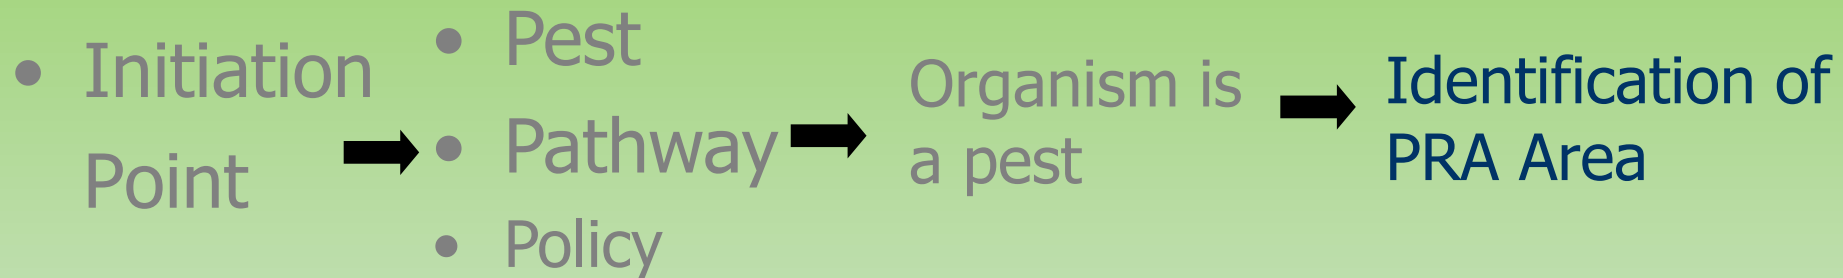 • Initiation
Point
• Pest
• Pathway
• Policy
Organism is
a pest
Identification of
PRA Area